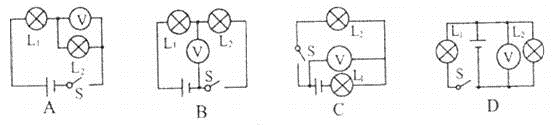 L₁ V L₂ S A
L₁ L₂ V S B
L₂ S V L₁ C
L₁ L₂ V S D